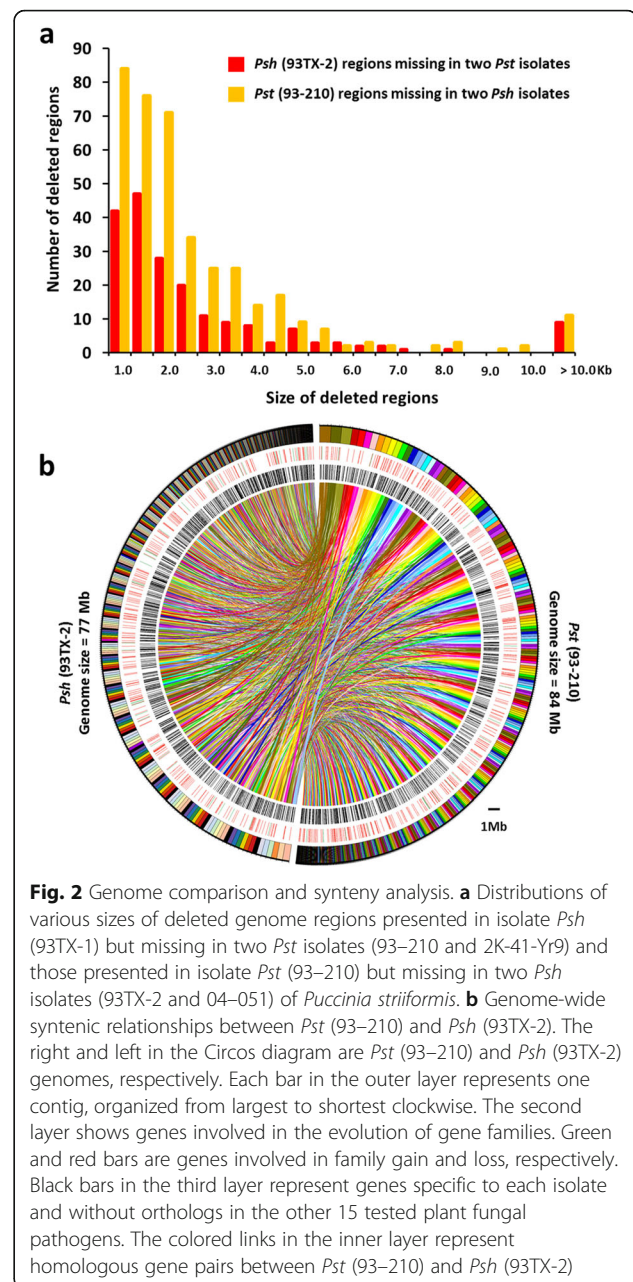 a
Number of deleted regions
90
80
70
60
50
40
30
20
10
0
Psh (93TX-2) regions missing in two Pst isolates
Pst (93-210) regions missing in two Psh isolates
1.0 2.0 3.0 4.0 5.0 6.0 7.0 8.0 9.0 10.0 > 10.0 Kb
Size of deleted regions
b
Psh (93TX-2)
Genome size = 77 Mb
Pst (93-210)
Genome size = 84 Mb
1Mb
Fig. 2 Genome comparison and synteny analysis. a Distributions of
various sizes of deleted genome regions presented in isolate Psh
(93TX-1) but missing in two Pst isolates (93–210 and 2K-41-Yr9) and
those presented in isolate Pst (93–210) but missing in two Psh
isolates (93TX-2 and 04–051) of Puccinia striiformis. b Genome-wide
syntenic relationships between Pst (93–210) and Psh (93TX-2). The
right and left in the Circos diagram are Pst (93–210) and Psh (93TX-2)
genomes, respectively. Each bar in the outer layer represents one
contig, organized from largest to shortest clockwise. The second
layer shows genes involved in the evolution of gene families. Green
and red bars are genes involved in family gain and loss, respectively.
Black bars in the third layer represent genes specific to each isolate
and without orthologs in the other 15 tested plant fungal
pathogens. The colored links in the inner layer represent
homologous gene pairs between Pst (93–210) and Psh (93TX-2)